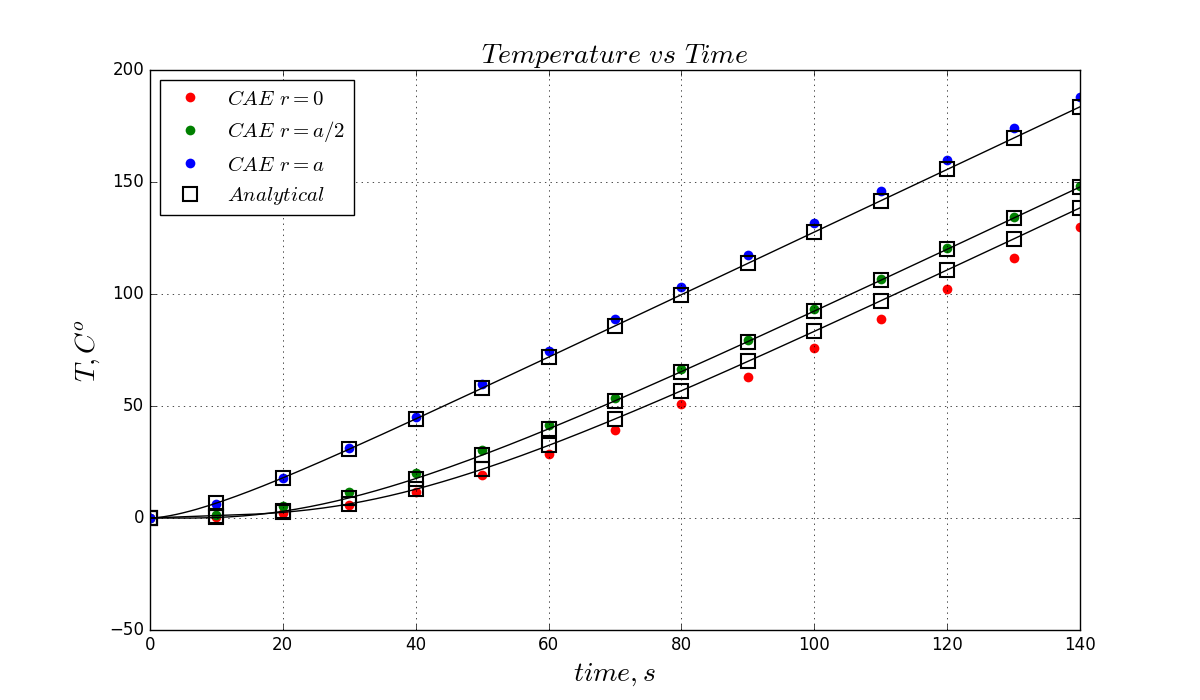 Temperature vs Time
200
150
100
50
0
−50
CAE r = 0
CAE r = a/2
CAE r = a
Analytical
T, C^o
0 20 40 60 80 100 120 140
time, s